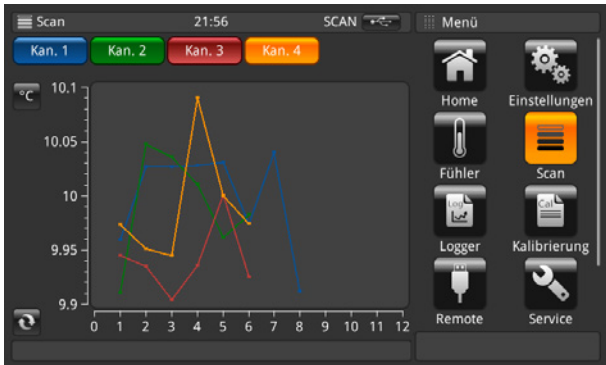 Scan 21:56 SCAN
Menü
Kan. 1 Kan. 2 Kan. 3 Kan. 4
°C
10.1
10.05
10
9.95
9.9
0 1 2 3 4 5 6 7 8 9 10 11 12
Home Einstellungen
Fühler Scan
Log Cal
Logger Kalibrierung
Remote Service